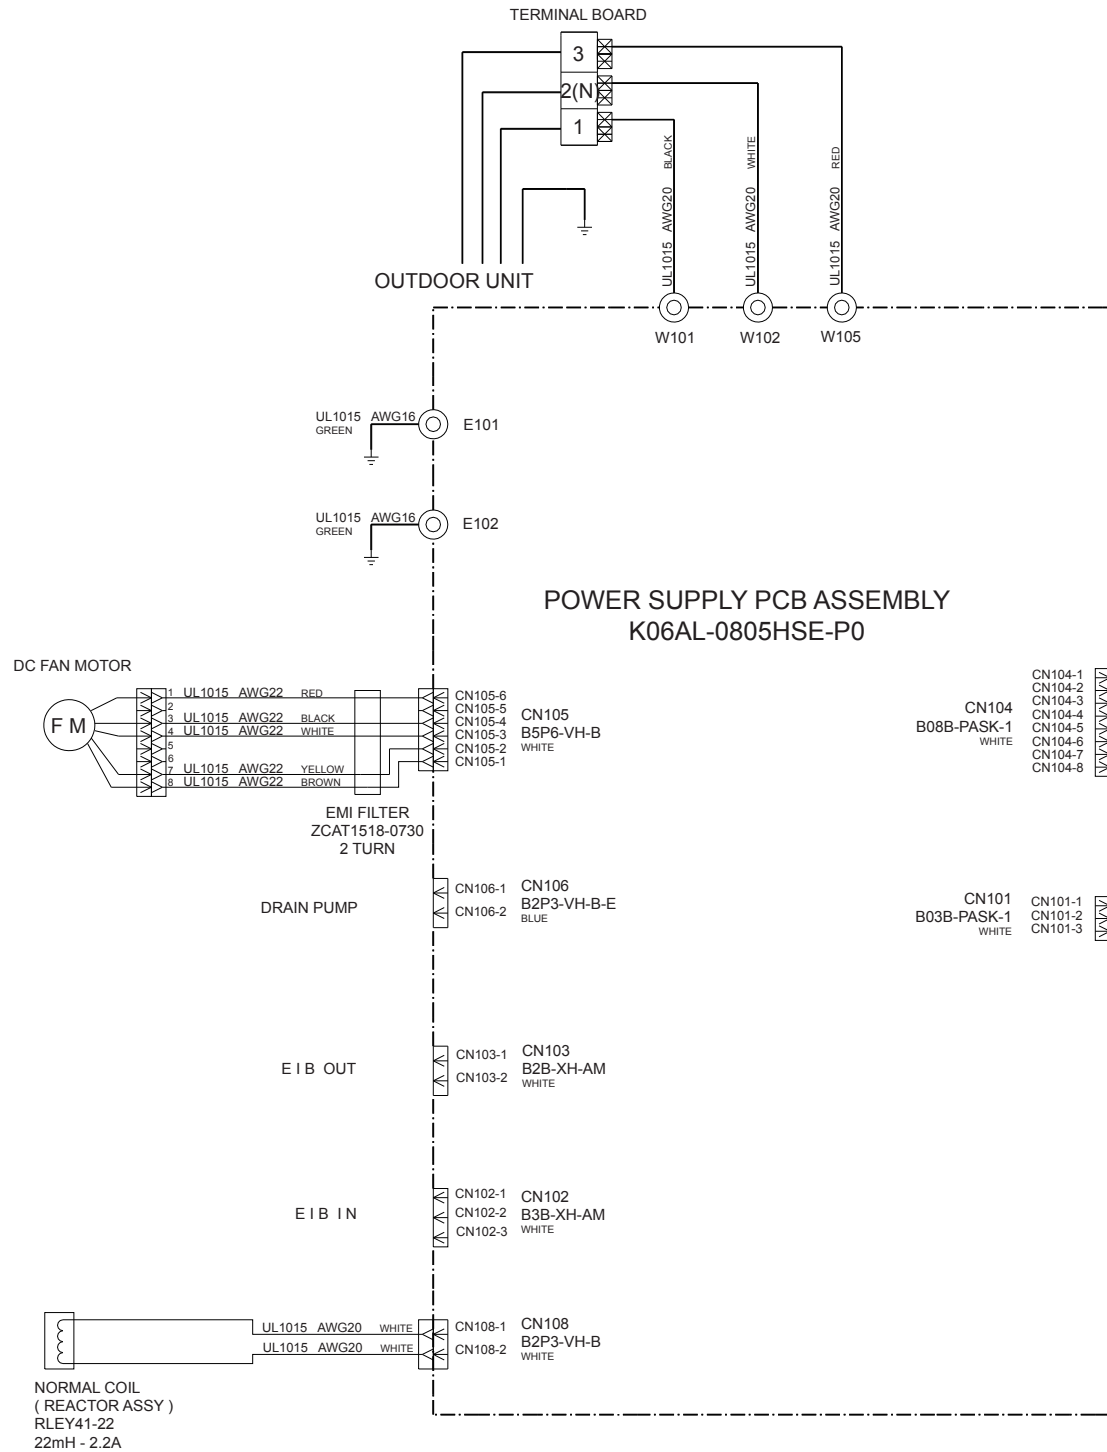 TERMINAL BOARD
3
2(N)
1
BLACK
WHITE
RED
UL1015 AWG20
UL1015 AWG20
UL1015 AWG20
OUTDOOR UNIT
W101
W102
W105
UL1015 AWG16
GREEN
E101
UL1015 AWG16
GREEN
E102
POWER SUPPLY PCB ASSEMBLY
K06AL-0805HSE-P0
DC FAN MOTOR
F M
1 UL1015 AWG22 RED
2
3 UL1015 AWG22 BLACK
4 UL1015 AWG22 WHITE
5
6
7 UL1015 AWG22 YELLOW
8 UL1015 AWG22 BROWN
CN105-6
CN105-5
CN105-4
CN105-3
CN105-2
CN105-1
CN105
B5P6-VH-B
WHITE
EMI FILTER
ZCAT1518-0730
2 TURN
CN104
B08B-PASK-1
WHITE
CN104-1
CN104-2
CN104-3
CN104-4
CN104-5
CN104-6
CN104-7
CN104-8
DRAIN PUMP
CN106-1
CN106-2
CN106
B2P3-VH-B-E
BLUE
CN101
B03B-PASK-1
WHITE
CN101-1
CN101-2
CN101-3
E I B OUT
CN103-1
CN103-2
CN103
B2B-XH-AM
WHITE
E I B I N
CN102-1
CN102-2
CN102-3
CN102
B3B-XH-AM
WHITE
UL1015 AWG20 WHITE
UL1015 AWG20 WHITE
CN108-1
CN108-2
CN108
B2P3-VH-B
WHITE
NORMAL COIL
( REACTOR ASSY )
RLEY41-22
22mH - 2.2A